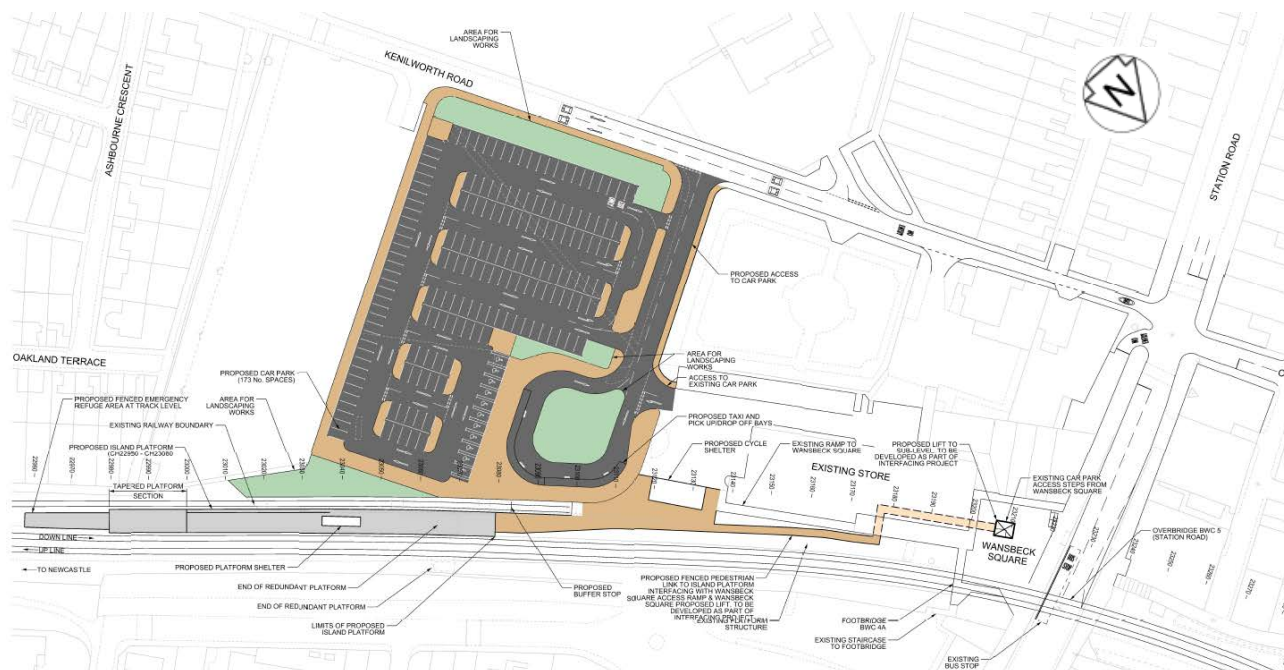 AREA FOR
LANDSCAPING
WORKS
KENILWORTH ROAD
ASHBOURNE CRESCENT
N
STATION ROAD
PROPOSED ACCESS
TO CAR PARK
OAKLAND TERRACE
AREA FOR
LANDSCAPING
WORKS
ACCESS TO
EXISTING CAR PARK
PROPOSED CAR PARK
(173 No. SPACES)
PROPOSED FENCED EMERGENCY
REFUGE AREA AT TRACK LEVEL
AREA FOR
LANDSCAPING
WORKS
EXISTING RAILWAY BOUNDARY
PROPOSED ISLAND PLATFORM
(CH22950 - CH23080
TAPERED PLATFORM
SECTION
PROPOSED TAXI AND
PICK UP/DROP OFF BAYS
PROPOSED CYCLE
SHELTER
EXISTING RAMP TO
WANSBECK SQUARE
PROPOSED LIFT TO
SUB-LEVEL, TO BE
DEVELOPED AS PART OF
INTERFACING PROJECT
EXISTING STORE
EXISTING CAR PARK
ACCESS STEPS FROM
WANSBECK SQUARE
WANSBECK
SQUARE
OVERBRIDGE BWC 5
(STATION ROAD)
DOWN LINE
UP LINE
TO NEWCASTLE
PROPOSED PLATFORM SHELTER
END OF REDUNDANT PLATFORM
END OF REDUNDANT PLATFORM
LIMITS OF PROPOSED
ISLAND PLATFORM
PROPOSED
BUFFER STOP
PROPOSED FENCED PEDESTRIAN
LINK TO ISLAND PLATFORM
INTERFACING WITH WANSBECK
SQUARE ACCESS RAMP & WANSBECK
SQUARE PROPOSED LIFT, TO BE
DEVELOPED AS PART OF
INTERFACING PROJECT
EXISTING PLATFORM
STRUCTURE
FOOTBRIDGE
BWC 4A
EXISTING STAIRCASE
TO FOOTBRIDGE
EXISTING
BUS STOP